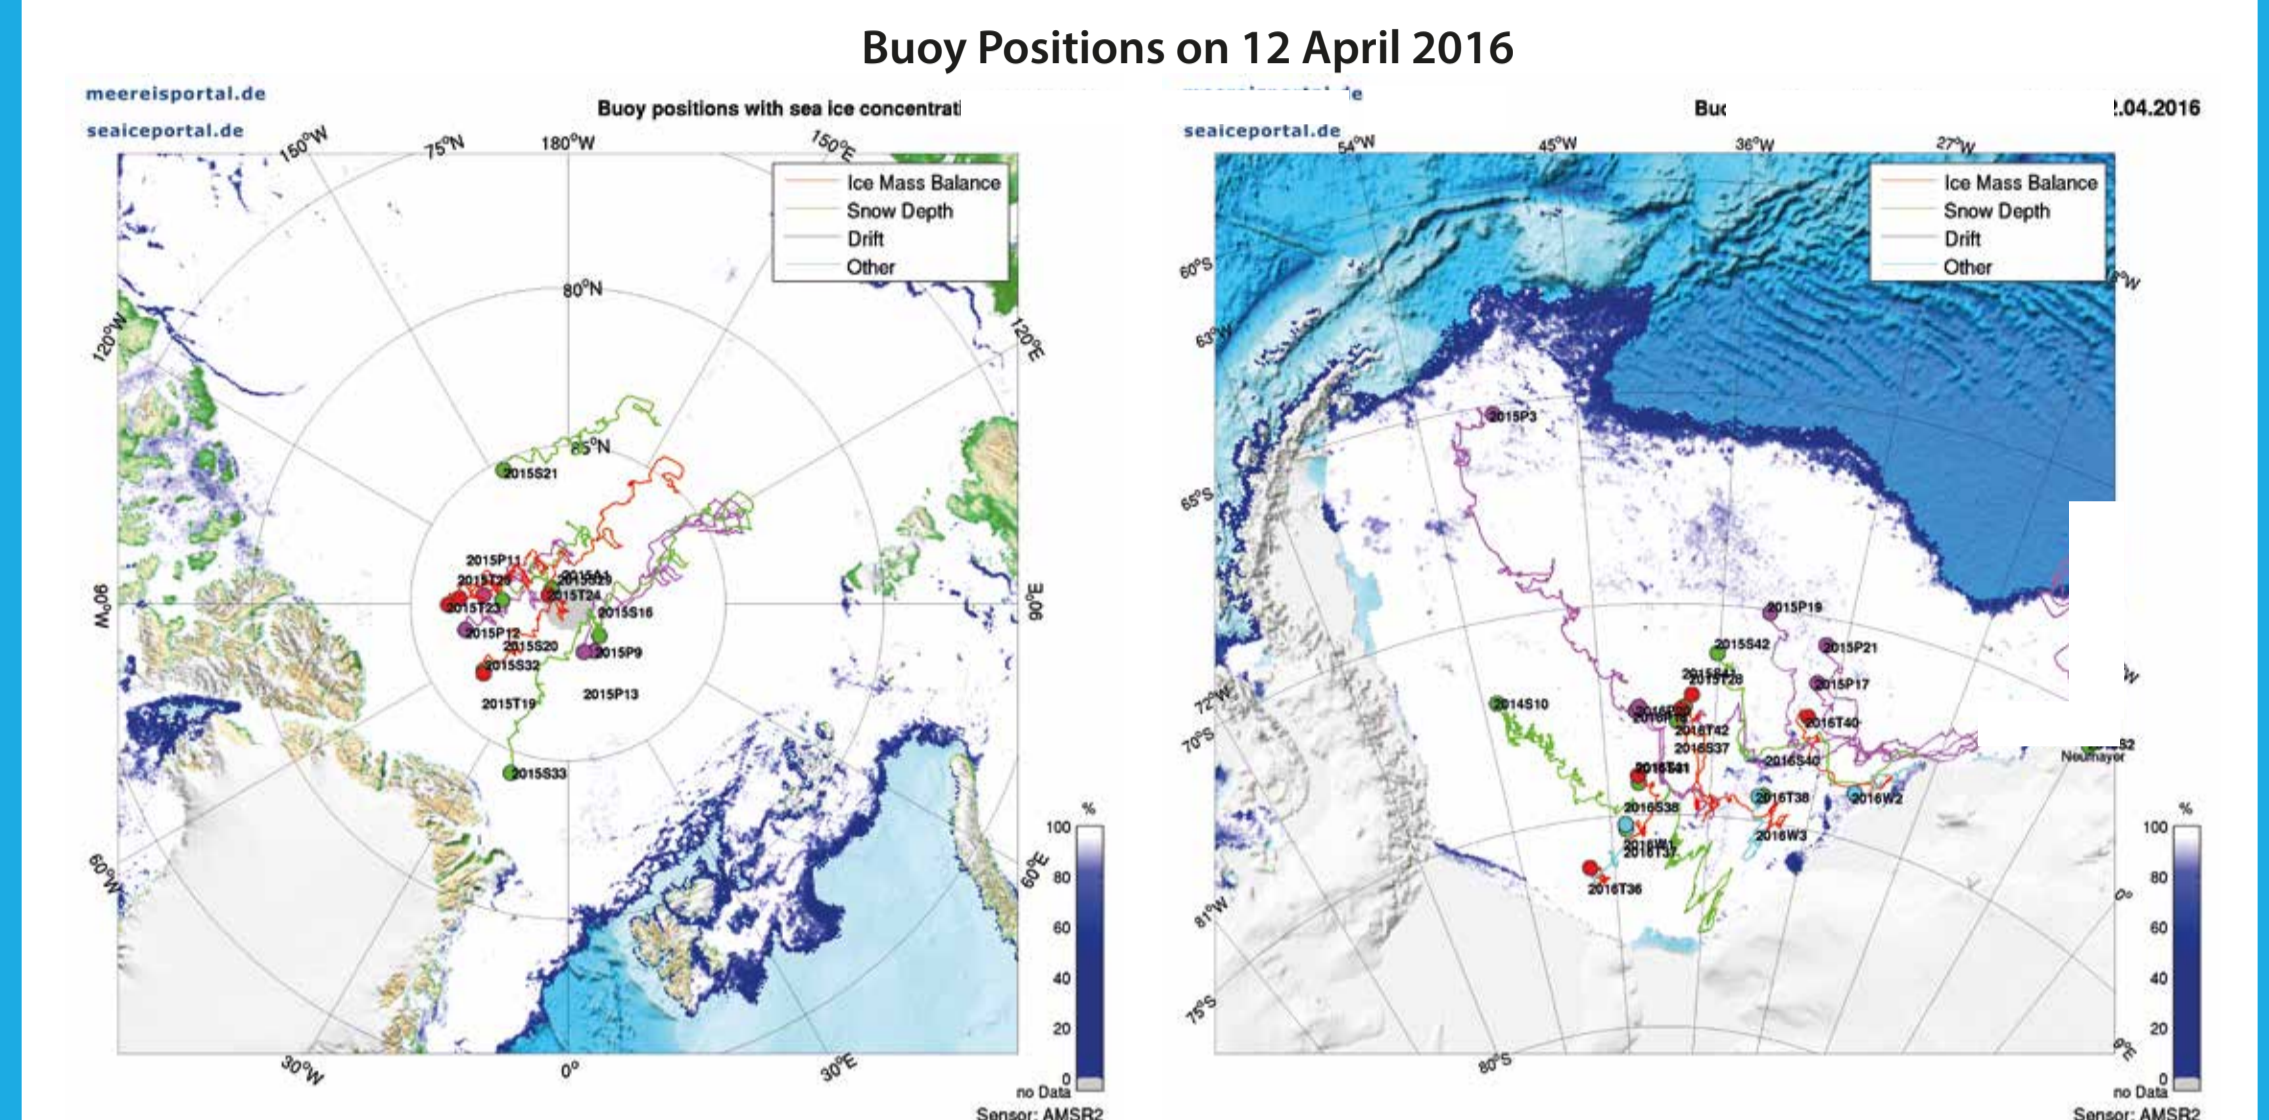 Buoy Positions on 12 April 2016
meereisportal.de
seaiceportal.de
Buoy positions with sea ice concentrati
150°W
75°N
180°W
150°E
Ice Mass Balance
Snow Depth
Drift
Other
80°N
120°W
120°E
85°N
2015S21
2015P11
2015T24
2015T23
2015S16
90°W
90°E
2015P12
2015S20
2015P9
2015S32
2015P13
2015T19
2015S33
60°W
60°E
30°W
0°
30°E
%
100
80
60
40
20
0
no Data
Sensor: AMSR2
seaiceportal.de
2.04.2016
54°W
45°W
36°W
27°W
Ice Mass Balance
Snow Depth
Drift
Other
60°S
63°W
2015P3
65°S
2015P19
2015S42
2015P21
2015T28
2015P17
72°W
2014S10
70°S
2016T40
2016T42
2016S37
2016S40
Neumayer
2016T38
2016W2
2016S38
2016W3
2016T37
2016T36
81°W
0°
75°S
80°S
%
100
80
60
40
20
0
no Data
Sensor: AMSR2